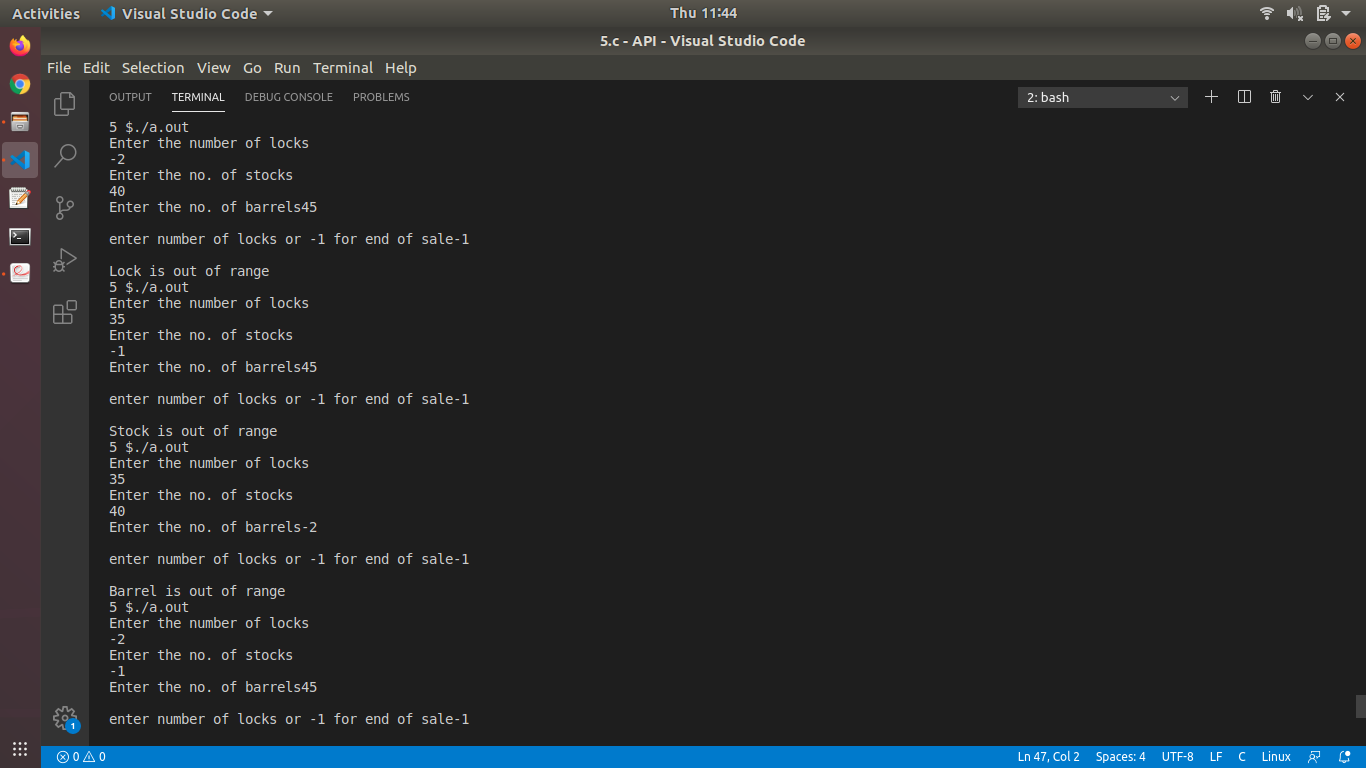 Activities Visual Studio Code Thu 11:44
5.c - API - Visual Studio Code
File Edit Selection View Go Run Terminal Help
OUTPUT TERMINAL DEBUG CONSOLE PROBLEMS 2: bash
5 $./a.out
Enter the number of locks
-2
Enter the no. of stocks
40
Enter the no. of barrels45
enter number of locks or -1 for end of sale-1
Lock is out of range
5 $./a.out
Enter the number of locks
35
Enter the no. of stocks
-1
Enter the no. of barrels45
enter number of locks or -1 for end of sale-1
Stock is out of range
5 $./a.out
Enter the number of locks
35
Enter the no. of stocks
40
Enter the no. of barrels-2
enter number of locks or -1 for end of sale-1
Barrel is out of range
5 $./a.out
Enter the number of locks
-2
Enter the no. of stocks
-1
Enter the no. of barrels45
enter number of locks or -1 for end of sale-1
1
0 0 Ln 47, Col 2 Spaces: 4 UTF-8 LF C Linux